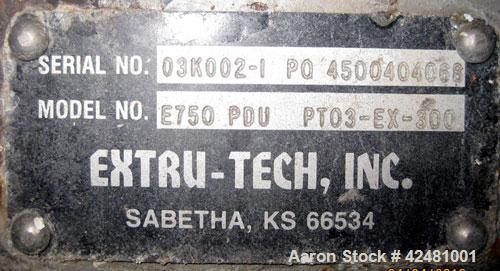 SERIAL NO. 03K002-1 PO 4500404068
MODEL NO. E750 PDU PT03-EX-300
EXTRU-TECH, INC.
SABETHA, KS 66534
Aaron Stock # 42481001